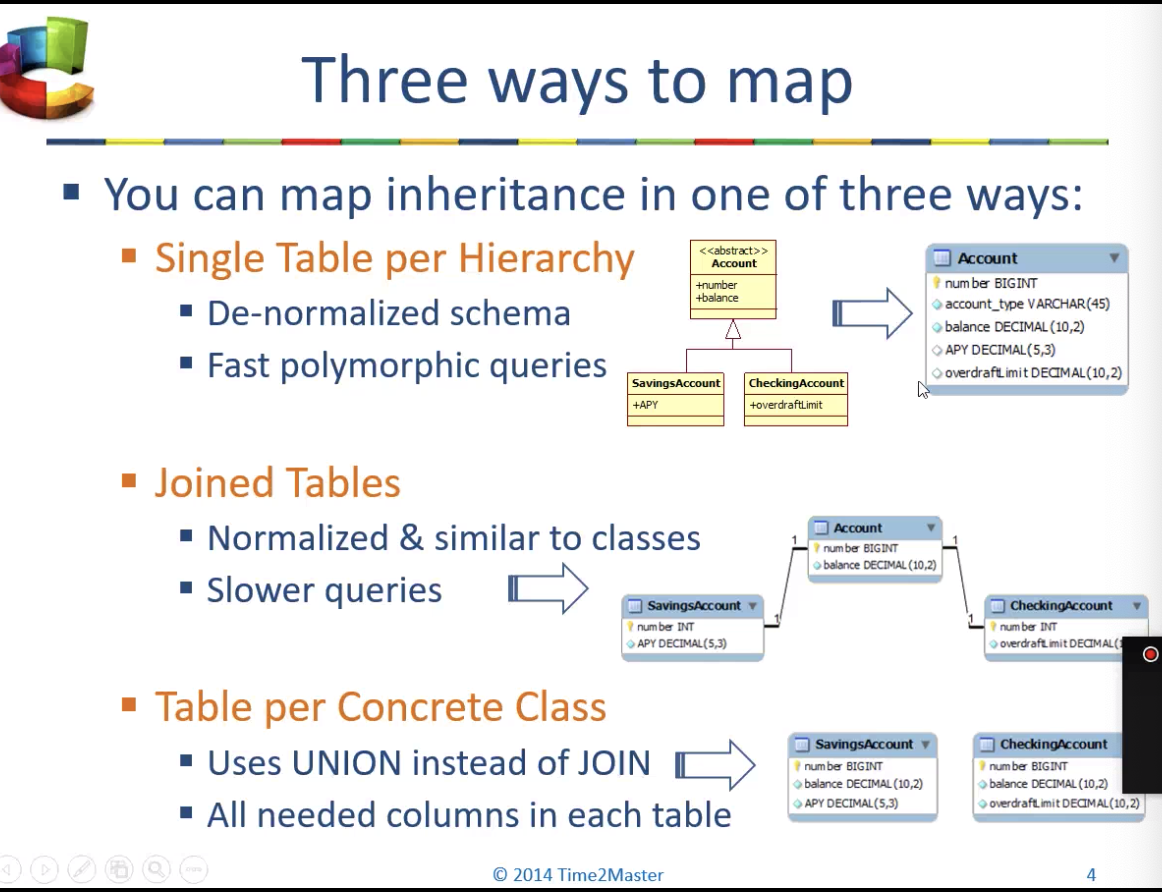 Three ways to map
You can map inheritance in one of three ways:
Single Table per Hierarchy
De-normalized schema
Fast polymorphic queries
<<abstract>>
Account
+number
+balance
SavingsAccount
+APY
CheckingAccount
+overdraftLimit
Account
number BIGINT
account_type VARCHAR(45)
balance DECIMAL(10,2)
APY DECIMAL(5,3)
overdraftLimit DECIMAL(10,2)
Joined Tables
Normalized & similar to classes
Slower queries
Account
number BIGINT
balance DECIMAL(10,2)
1
1
1
1
SavingsAccount
number INT
APY DECIMAL(5,3)
CheckingAccount
number INT
overdraftLimit DECIMAL(
Table per Concrete Class
Uses UNION instead of JOIN
All needed columns in each table
SavingsAccount
number BIGINT
balance DECIMAL(10,2)
APY DECIMAL(5,3)
CheckingAccount
number BIGINT
balance DECIMAL(10,2)
overdraftLimit DECIMAL(10,2)
© 2014 Time2Master
4